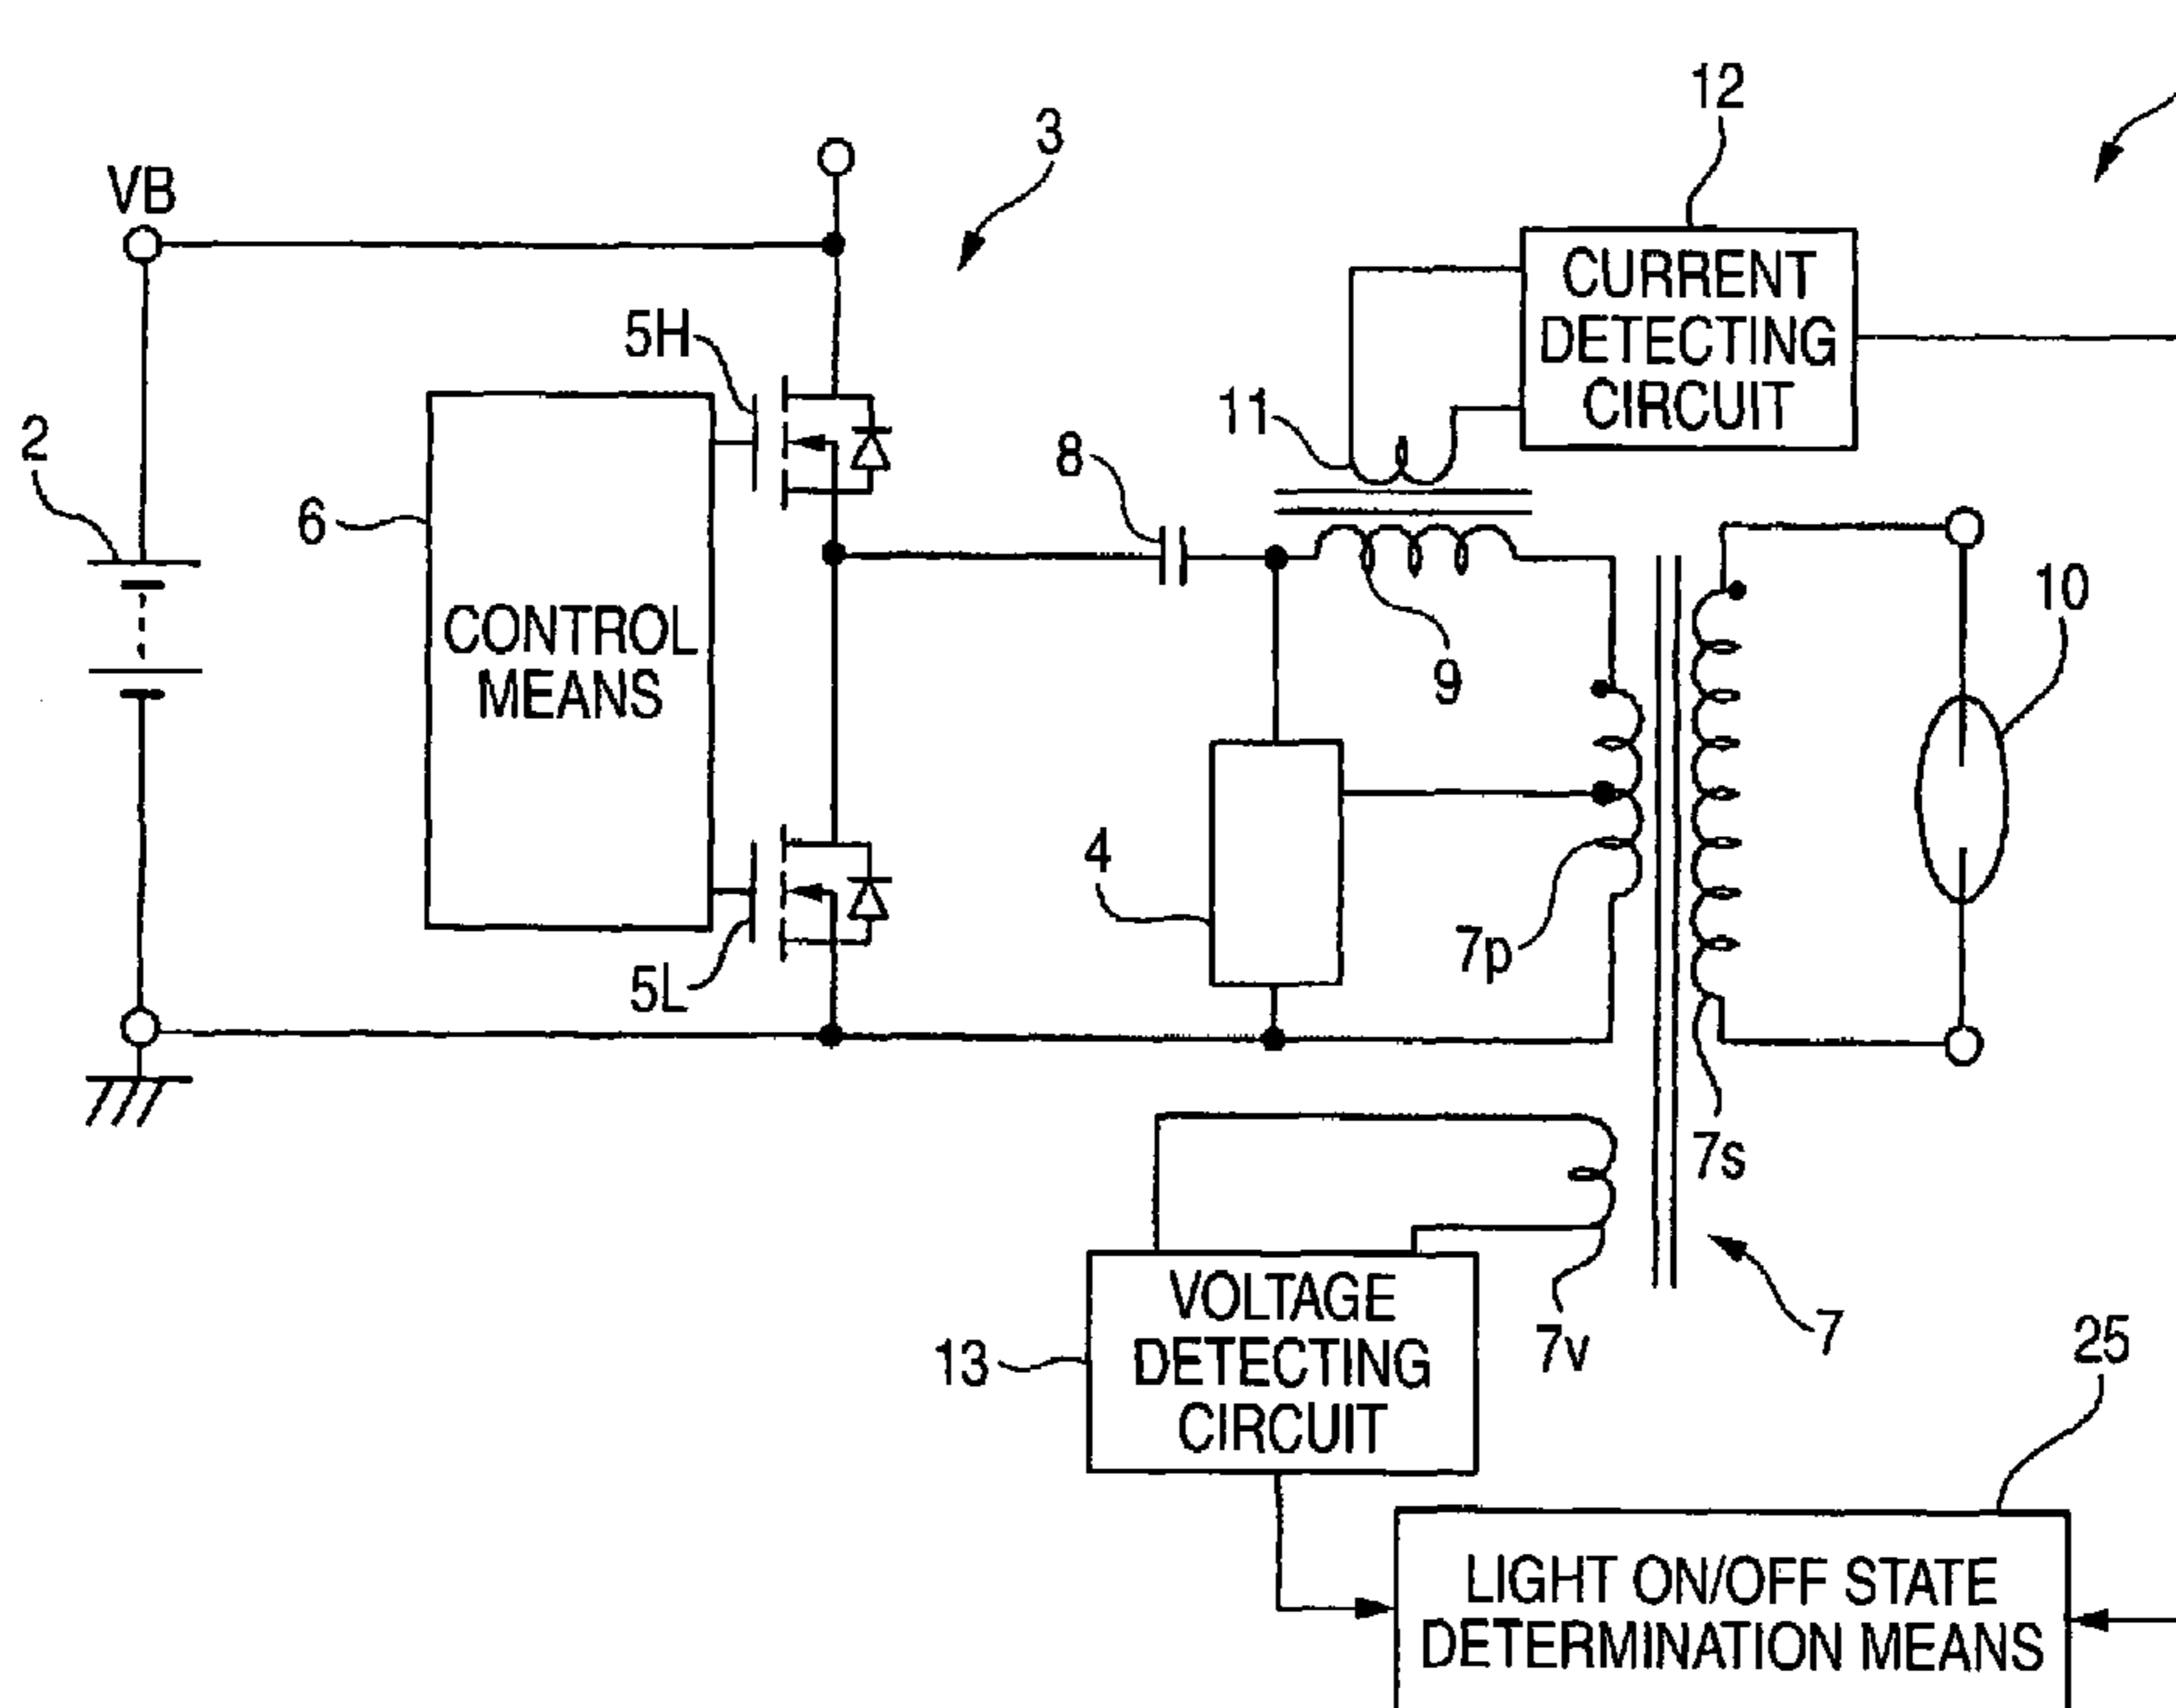 12
3
VB
CURRENT
DETECTING
CIRCUIT
5H
11
2
8
6
10
CONTROL
MEANS
9
4
7p
5L
7s
VOLTAGE
DETECTING
CIRCUIT
13
7v
7
25
LIGHT ON/OFF STATE
DETERMINATION MEANS